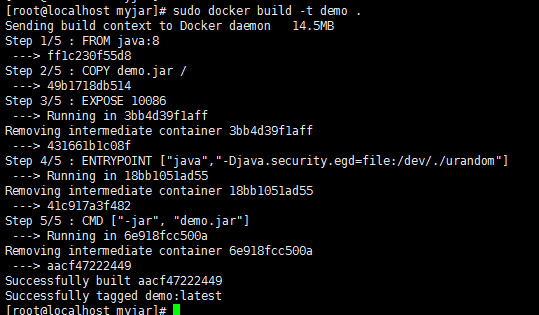 [root@localhost myjar]# sudo docker build -t demo .
Sending build context to Docker daemon   14.5MB
Step 1/5 : FROM java:8
 ---> ff1c230f55d8
Step 2/5 : COPY demo.jar /
 ---> 49b1718db514
Step 3/5 : EXPOSE 10086
 ---> Running in 3bb4d39f1aff
Removing intermediate container 3bb4d39f1aff
 ---> 431661b1c08f
Step 4/5 : ENTRYPOINT ["java","-Djava.security.egd=file:/dev/./urandom"]
 ---> Running in 18bb1051ad55
Removing intermediate container 18bb1051ad55
 ---> 41c917a3f482
Step 5/5 : CMD ["-jar", "demo.jar"]
 ---> Running in 6e918fcc500a
Removing intermediate container 6e918fcc500a
 ---> aacf47222449
Successfully built aacf47222449
Successfully tagged demo:latest
[root@localhost myjar]#